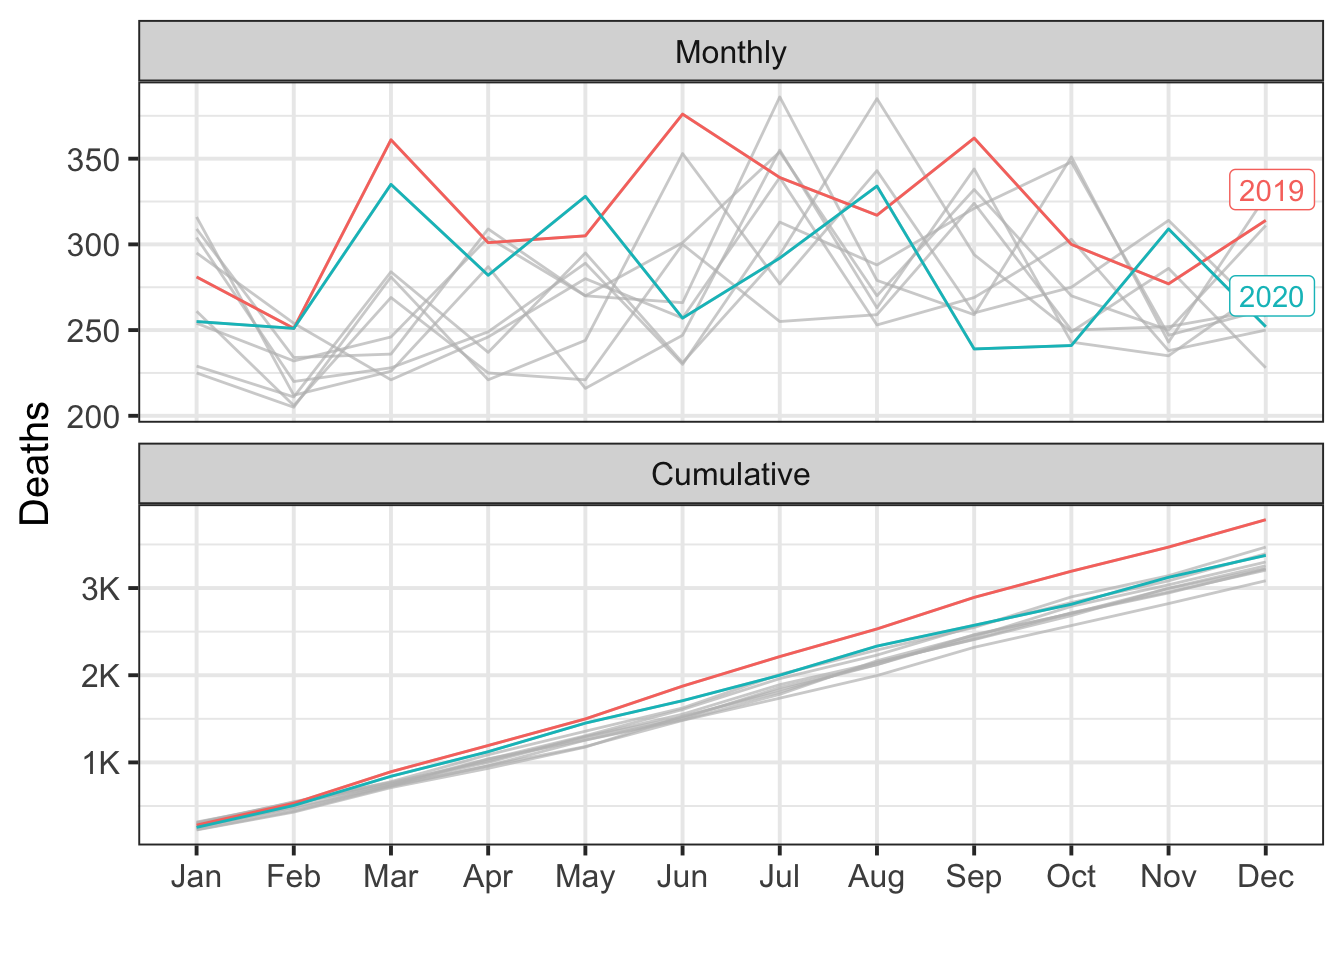 Monthly
350
300
250
200
2019
2020
Deaths
Cumulative
3K
2K
1K
Jan Feb Mar Apr May Jun Jul Aug Sep Oct Nov Dec